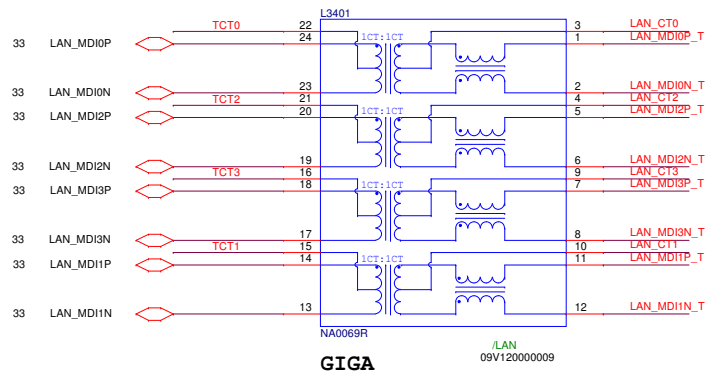 L3401
TCT0 22 1CT:1CT 3 LAN_CT0
33 LAN_MDI0P 24 1 LAN_MDI0P_T
33 LAN_MDI0N 23 2 LAN_MDI0N_T
TCT2 21 1CT:1CT 4 LAN_CT2
33 LAN_MDI2P 20 5 LAN_MDI2P_T
33 LAN_MDI2N 19 6 LAN_MDI2N_T
TCT3 16 1CT:1CT 9 LAN_CT3
33 LAN_MDI3P 18 7 LAN_MDI3P_T
33 LAN_MDI3N 17 8 LAN_MDI3N_T
TCT1 15 1CT:1CT 10 LAN_CT1
33 LAN_MDI1P 14 11 LAN_MDI1P_T
33 LAN_MDI1N 13 12 LAN_MDI1N_T
NA0069R
/LAN
09V120000009
GIGA